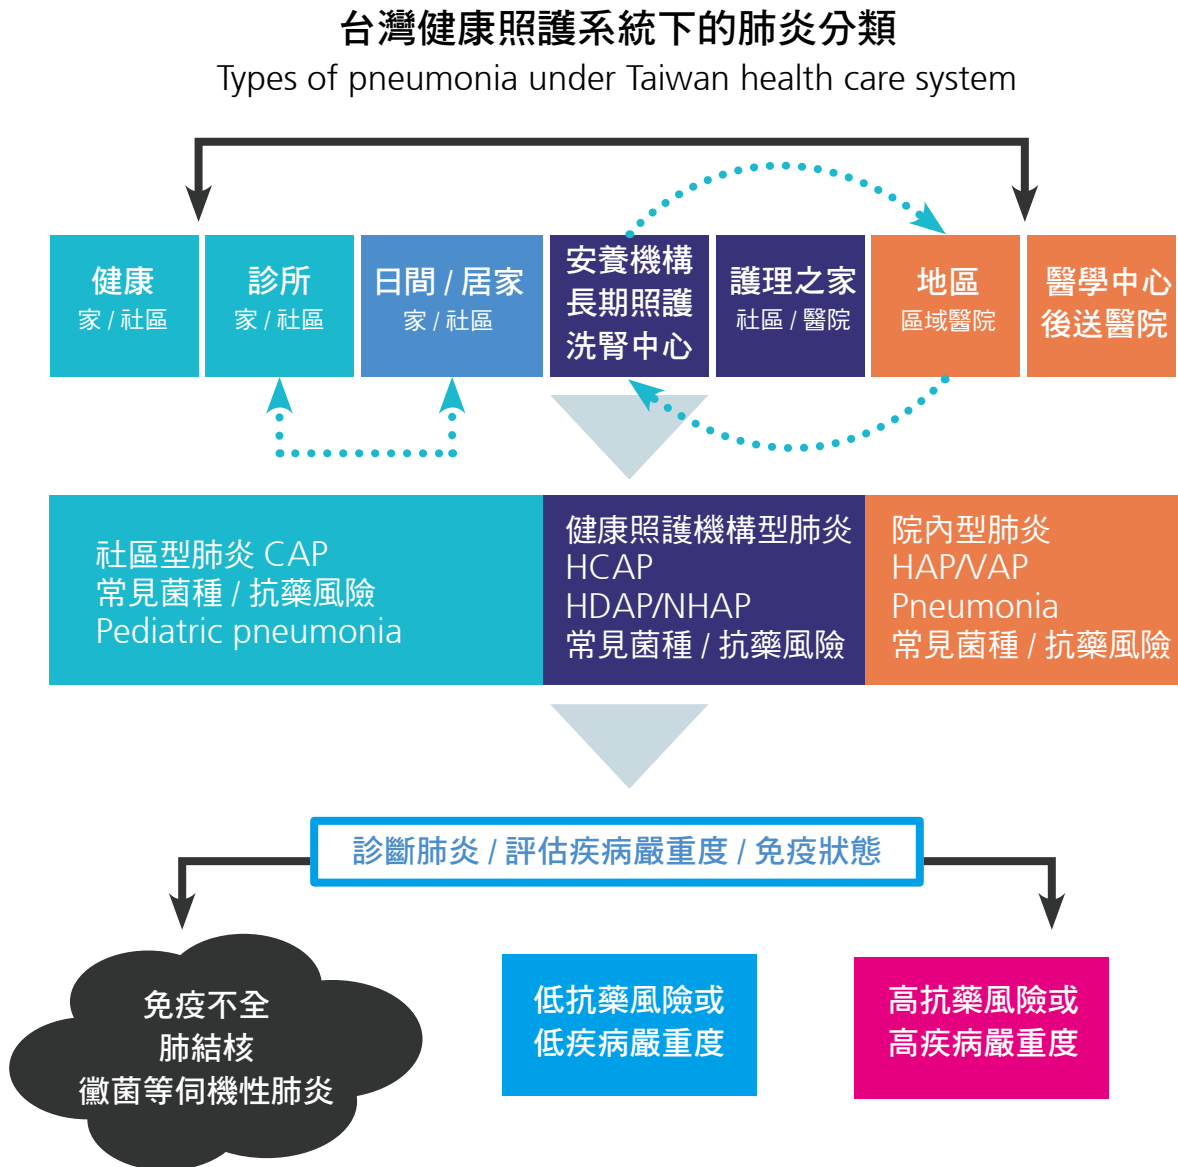 台灣健康照護系統下的肺炎分類
Types of pneumonia under Taiwan health care system
健康
家 / 社區
診所
家 / 社區
日間 / 居家
家 / 社區
安養機構
長期照護
洗腎中心
護理之家
社區 / 醫院
地區
區域醫院
醫學中心
後送醫院
社區型肺炎 CAP
常見菌種 / 抗藥風險
Pediatric pneumonia
健康照護機構型肺炎
HCAP
HDAP/NHAP
常見菌種 / 抗藥風險
院內型肺炎
HAP/VAP
Pneumonia
常見菌種 / 抗藥風險
診斷肺炎 / 評估疾病嚴重度 / 免疫狀態
免疫不全
肺結核
黴菌等伺機性肺炎
低抗藥風險或
低疾病嚴重度
高抗藥風險或
高疾病嚴重度